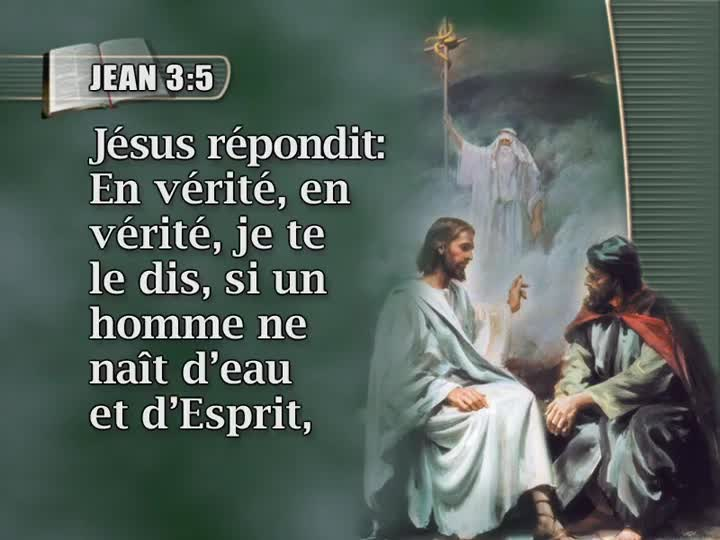 JEAN 3:5
Jésus répondit:
En vérité, en
vérité, je te
le dis, si un
homme ne
naît d’eau
et d’Esprit,